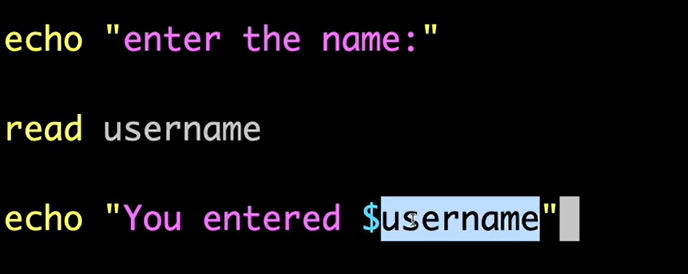 echo "enter the name:"
read username
echo "You entered $username"